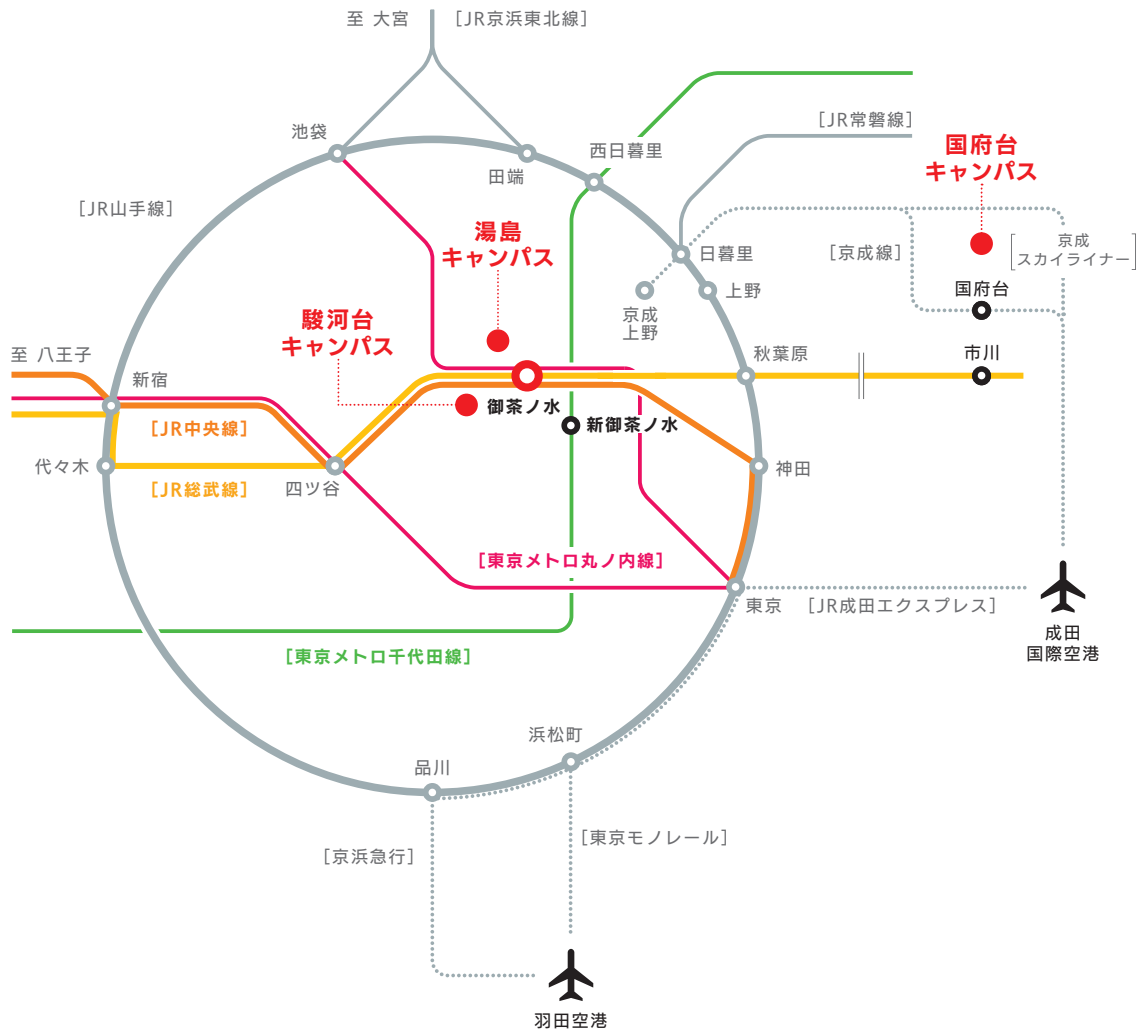 至 大宮
[JR京浜東北線]
池袋
田端
西日暮里
[JR常磐線]
国府台
キャンパス
[JR山手線]
湯島
キャンパス
日暮里
[京成線]
京成
スカイライナー
上野
京成
上野
国府台
駿河台
キャンパス
至 八王子
新宿
秋葉原
市川
御茶ノ水
新御茶ノ水
[JR中央線]
代々木
四ツ谷
[JR総武線]
神田
[東京メトロ丸ノ内線]
東京
[JR成田エクスプレス]
成田
国際空港
[東京メトロ千代田線]
浜松町
品川
[東京モノレール]
[京浜急行]
羽田空港